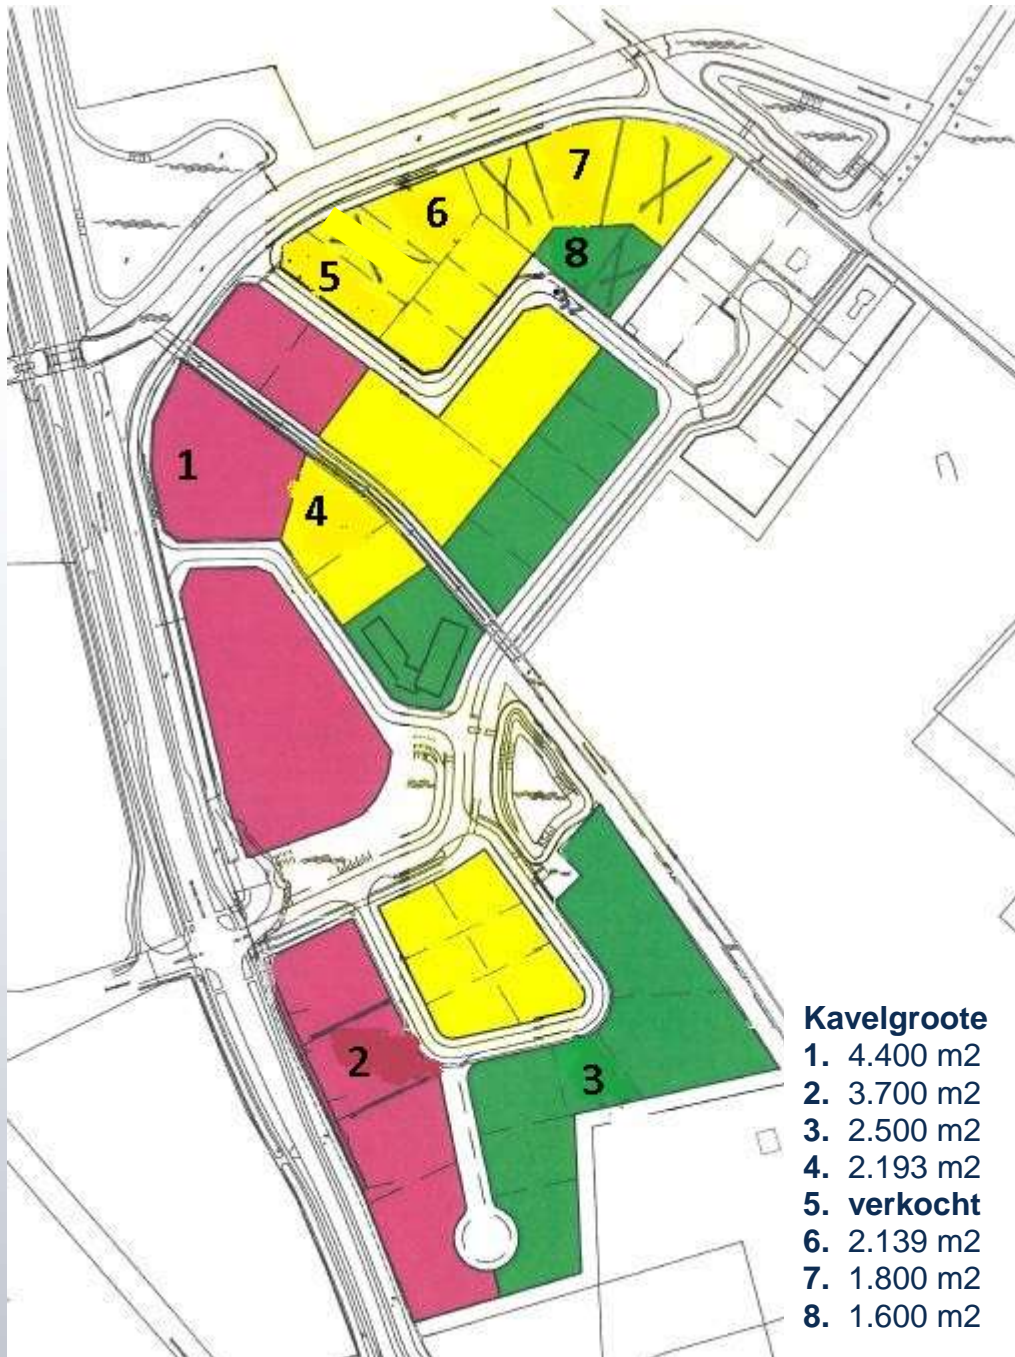 7
6
8
5
1
4
2
3
Kavelgroote
1. 4.400 m2
2. 3.700 m2
3. 2.500 m2
4. 2.193 m2
5. verkocht
6. 2.139 m2
7. 1.800 m2
8. 1.600 m2